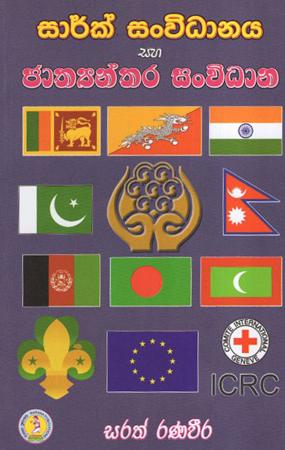 සාර්ක් සංවිධානය
සහ
ජාත්‍යන්තර සංවිධාන
COMITE INTERNATIONAL
GENEVE
ICRC
සරත් රණවීර